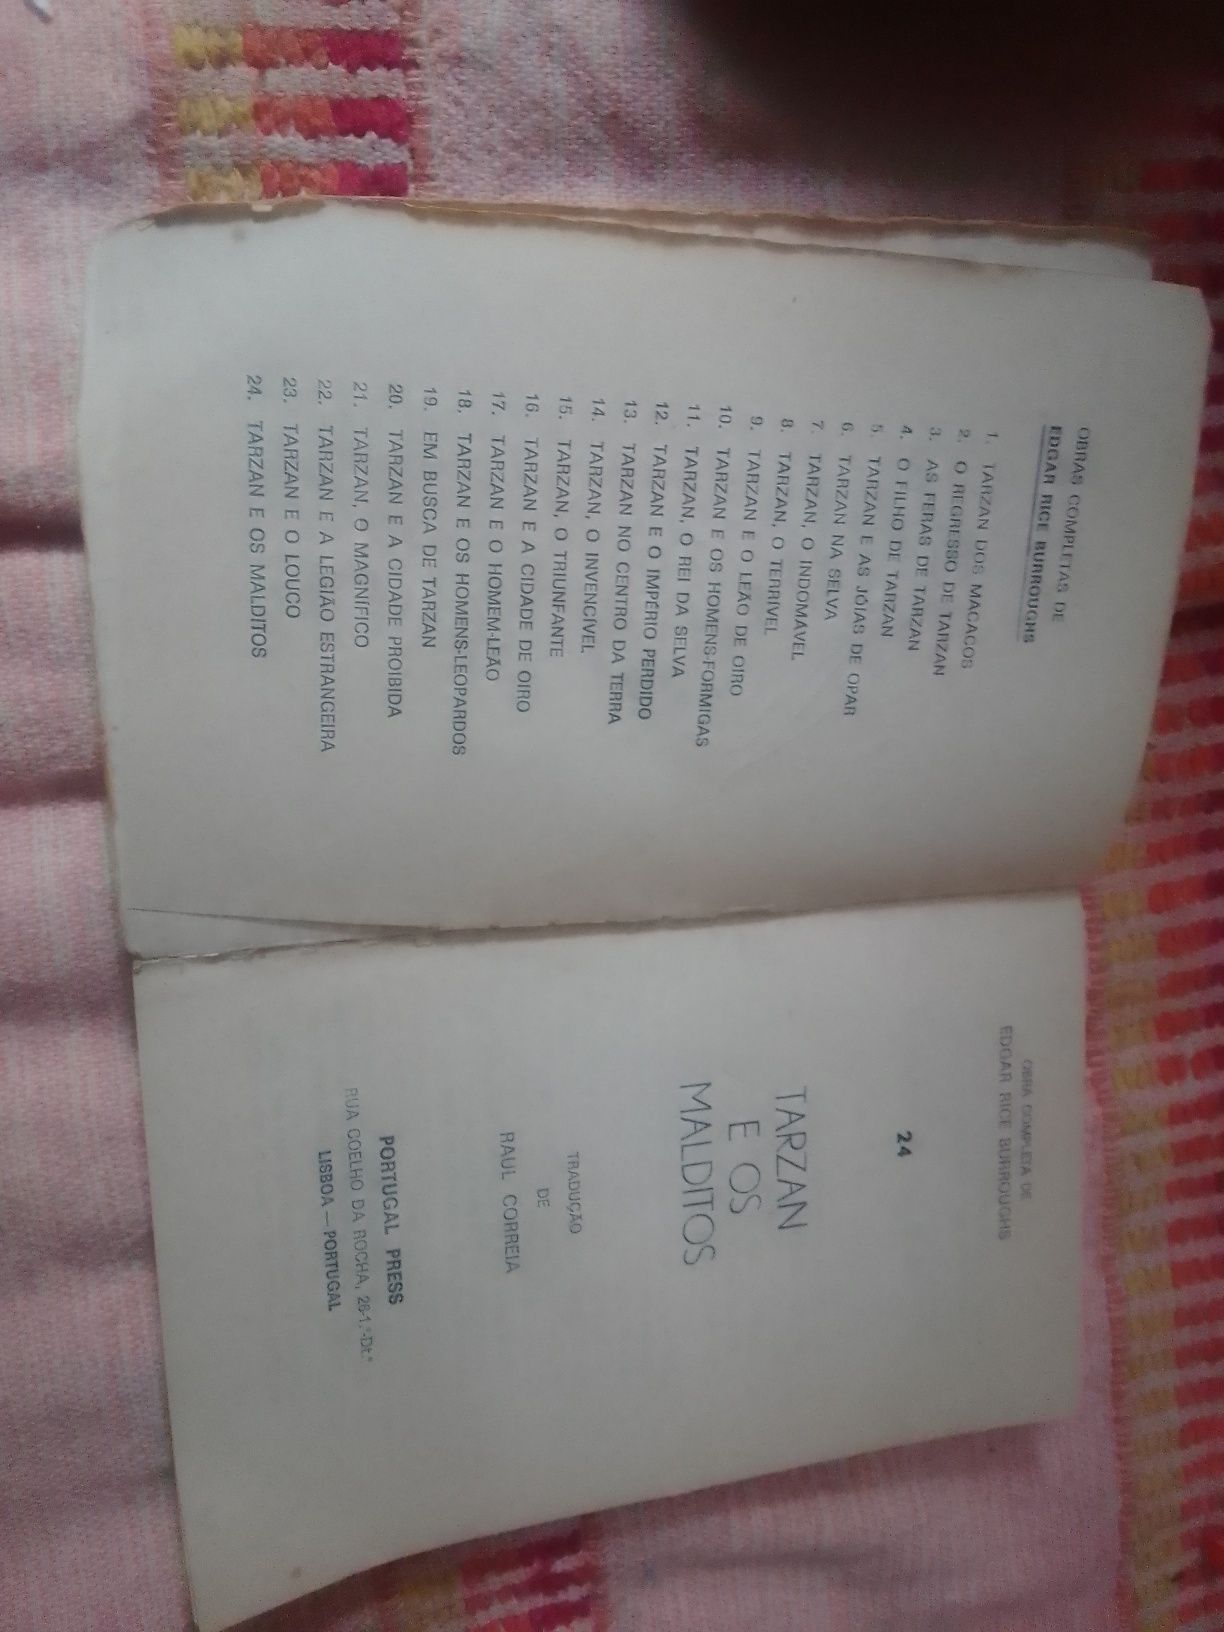 OBRAS COMPLETAS DE
EDGAR RICE BURROUGHS
1. TARZAN DOS MACACOS
2. O REGRESSO DE TARZAN
3. AS FERAS DE TARZAN
4. O FILHO DE TARZAN
5. TARZAN E AS JÓIAS DE OPAR
6. TARZAN NA SELVA
7. TARZAN, O INDOMÁVEL
8. TARZAN, O TERRÍVEL
9. TARZAN E O LEÃO DE OIRO
10. TARZAN E OS HOMENS-FORMIGAS
11. TARZAN, O REI DA SELVA
12. TARZAN E O IMPÉRIO PERDIDO
13. TARZAN NO CENTRO DA TERRA
14. TARZAN, O INVENCÍVEL
15. TARZAN, O TRIUNFANTE
16. TARZAN E A CIDADE DE OIRO
17. TARZAN E O HOMEM-LEÃO
18. TARZAN E OS HOMENS-LEOPARDOS
19. EM BUSCA DE TARZAN
20. TARZAN E A CIDADE PROIBIDA
21. TARZAN, O MAGNÍFICO
22. TARZAN E A LEGIÃO ESTRANGEIRA
23. TARZAN E O LOUCO
24. TARZAN E OS MALDITOS
OBRA COMPLETA DE
EDGAR RICE BURROUGHS
24
TARZAN
E OS
MALDITOS
TRADUÇÃO
DE
RAUL CORREIA
PORTUGAL PRESS
RUA COELHO DA ROCHA, 26-1.º-Dt.º
LISBOA — PORTUGAL